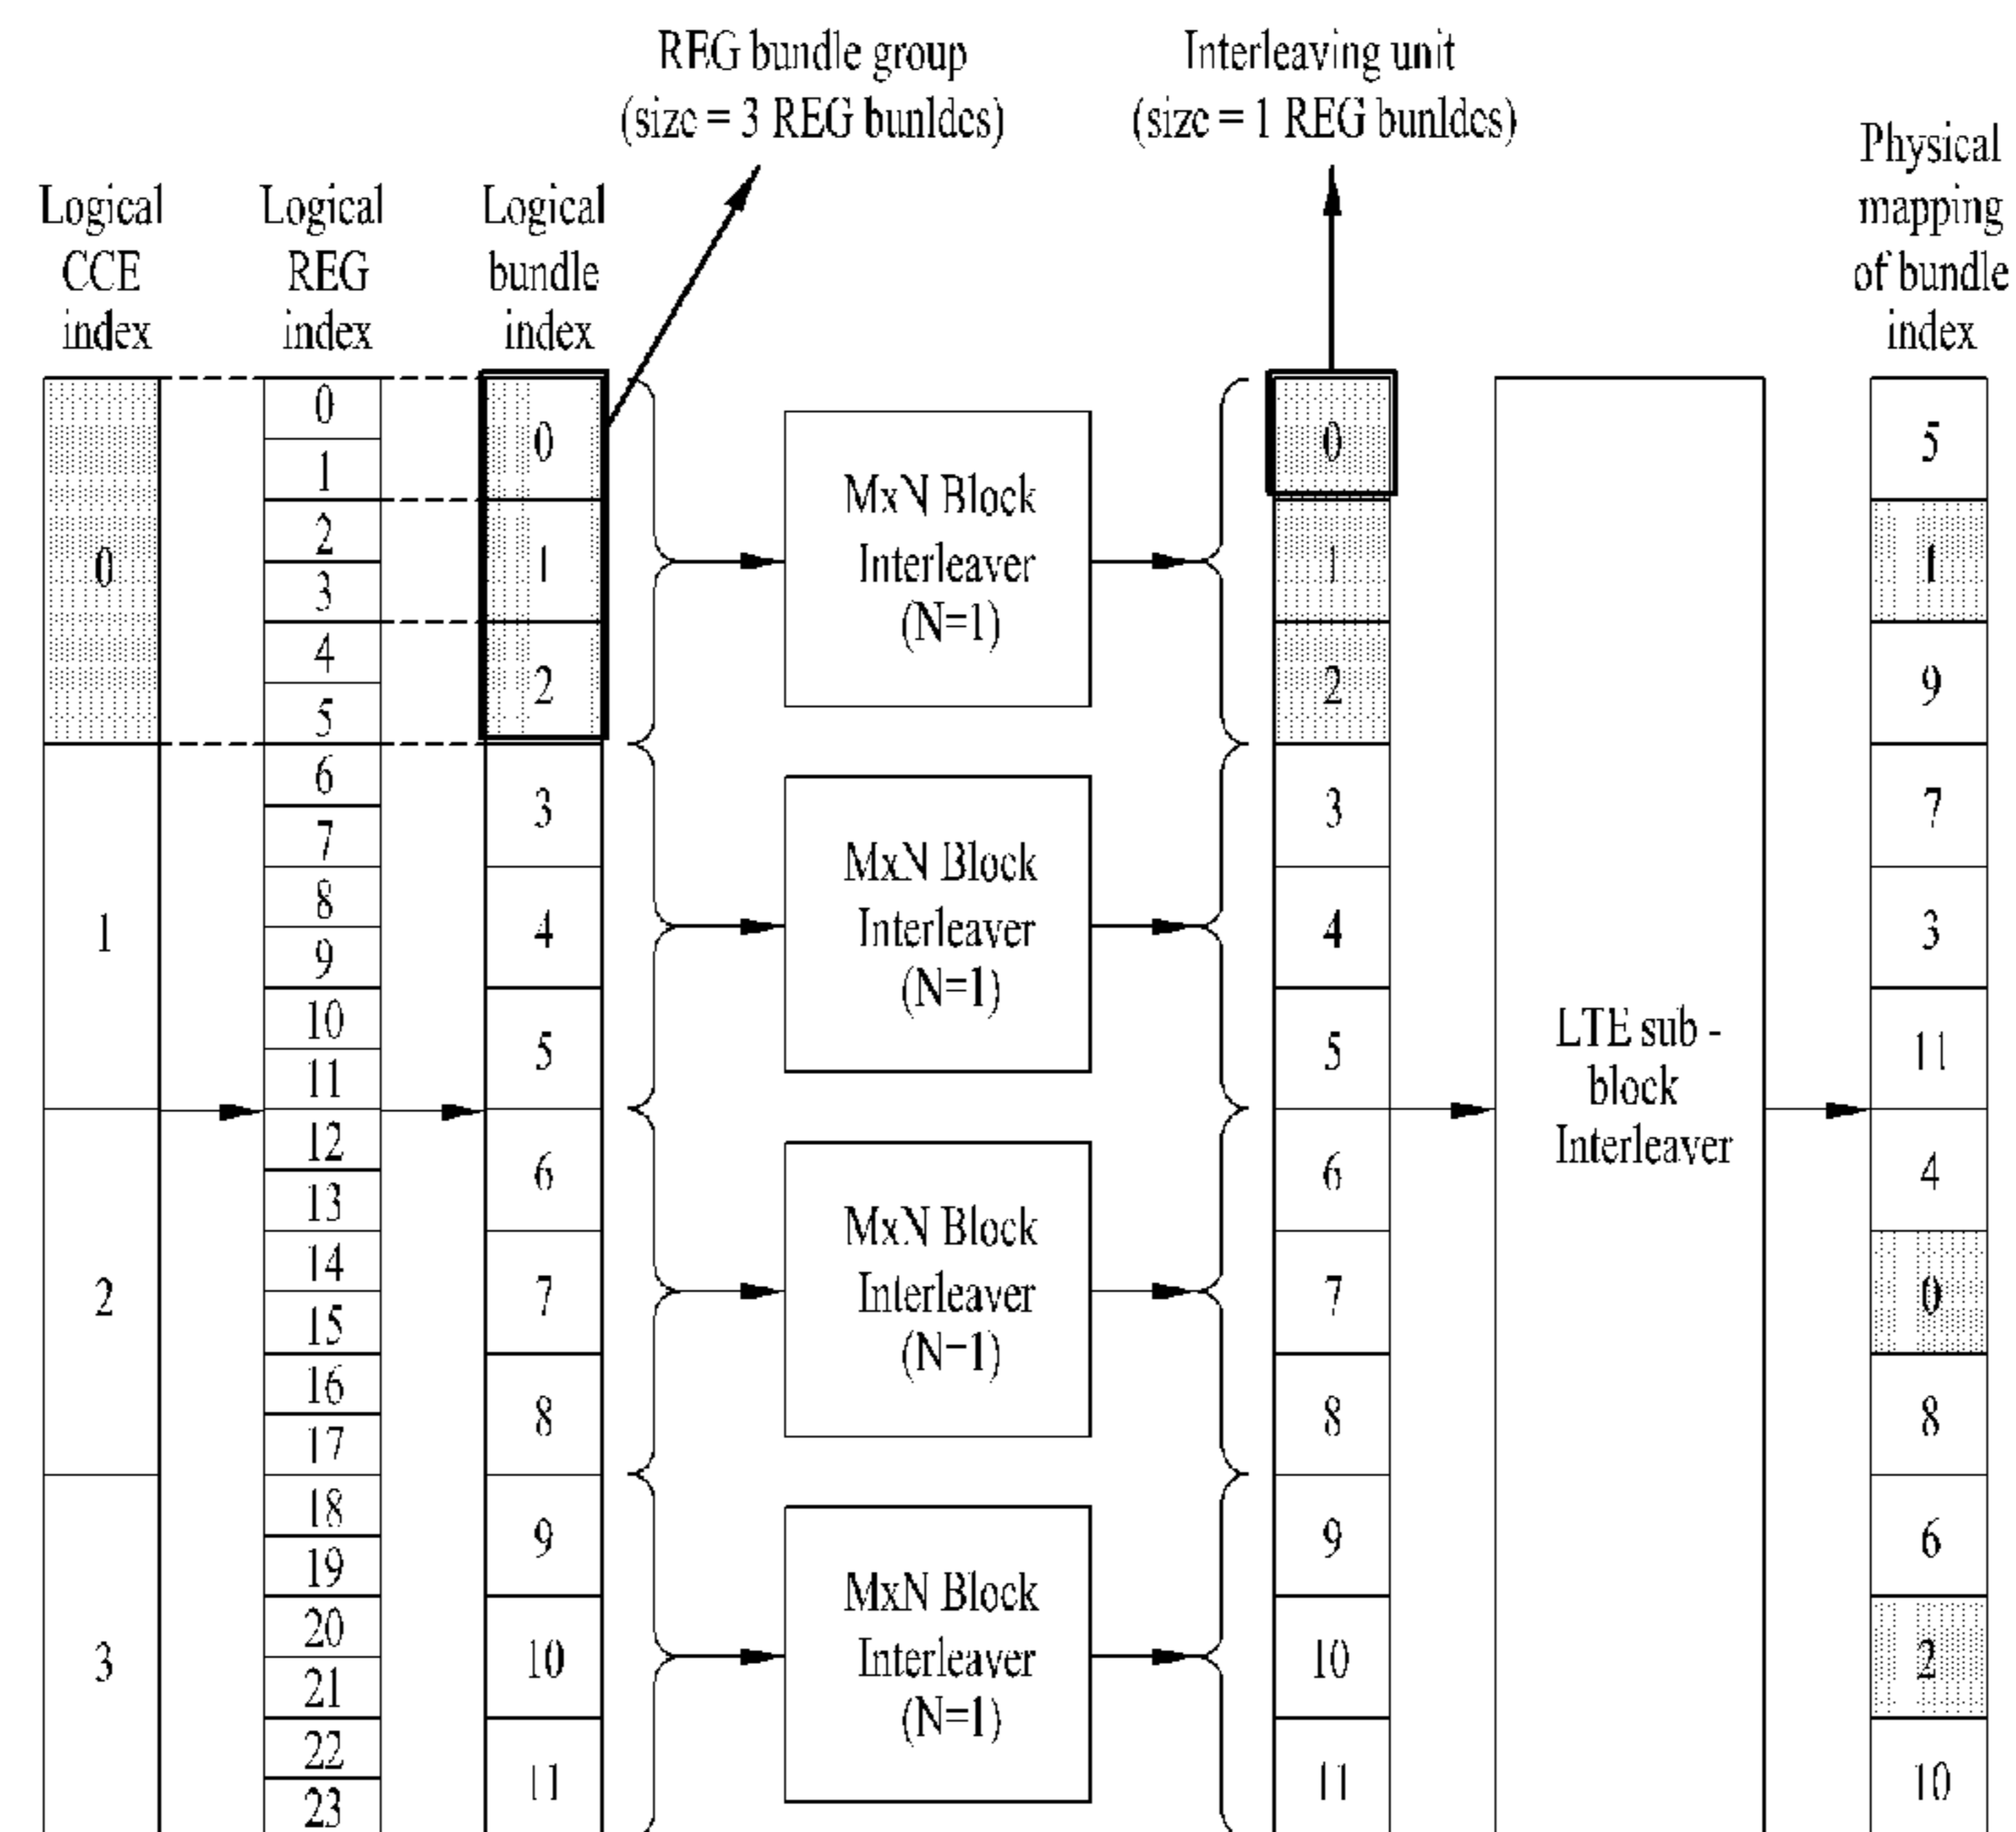 REG bundle group
(size = 3 REG bunldes)
Interleaving unit
(size = 1 REG bunldes)
Logical
CCE
index
Logical
REG
index
Logical
bundle
index
Physical
mapping
of bundle
index
0
1
2
3
0
1
2
3
4
5
6
7
8
9
10
11
12
13
14
15
16
17
18
19
20
21
22
23
0
1
2
3
4
5
6
7
8
9
10
11
MxN Block
Interleaver
(N=1)
MxN Block
Interleaver
(N=1)
MxN Block
Interleaver
(N=1)
MxN Block
Interleaver
(N=1)
0
1
2
3
4
5
6
7
8
9
10
11
LTE sub -
block
Interleaver
5
1
9
7
3
11
4
0
8
6
2
10